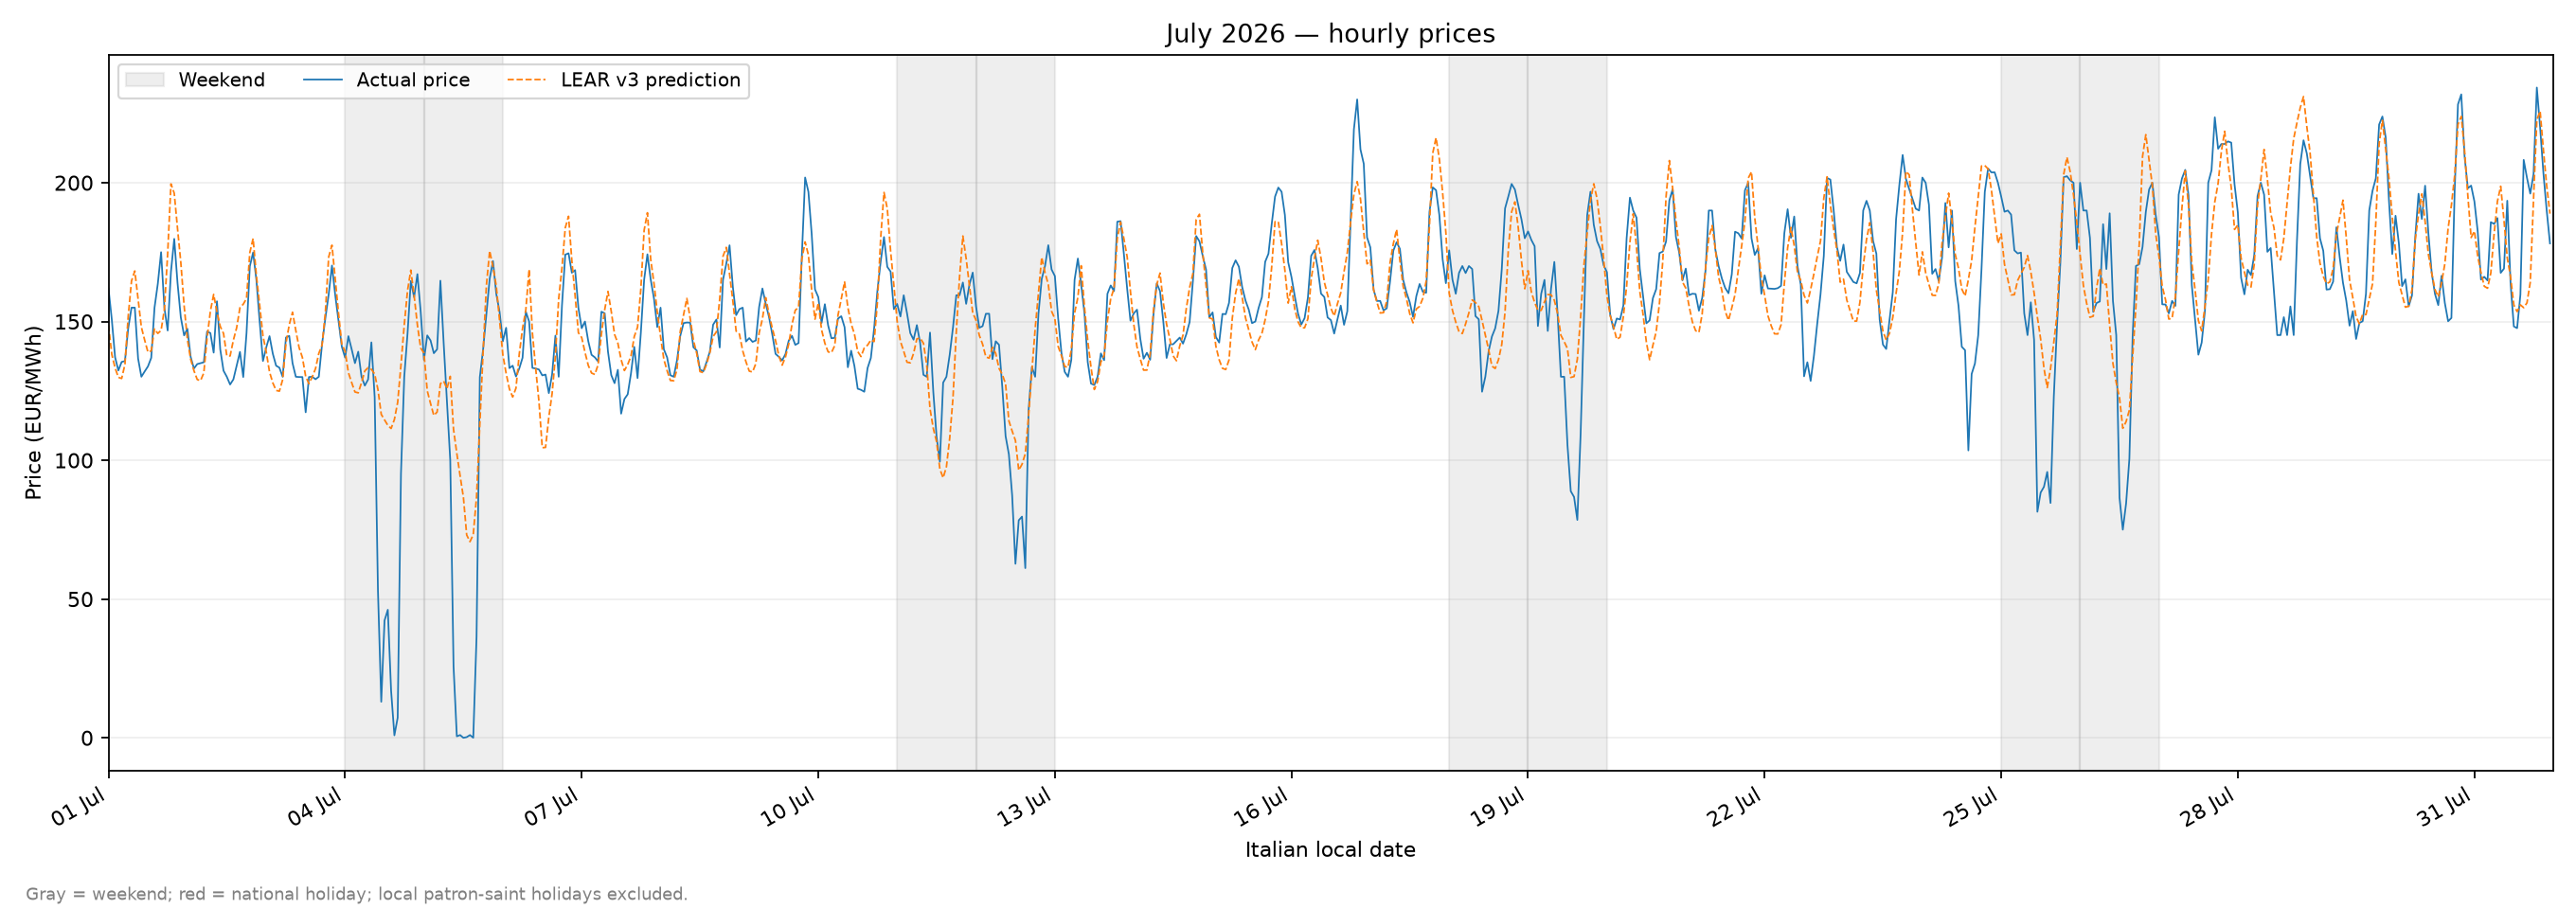 July 2026 — hourly prices
Weekend
Actual price
LEAR v3 prediction
Price (EUR/MWh)
200
150
100
50
0
01 Jul
04 Jul
07 Jul
10 Jul
13 Jul
16 Jul
19 Jul
22 Jul
25 Jul
28 Jul
31 Jul
Italian local date
Gray = weekend; red = national holiday; local patron-saint holidays excluded.